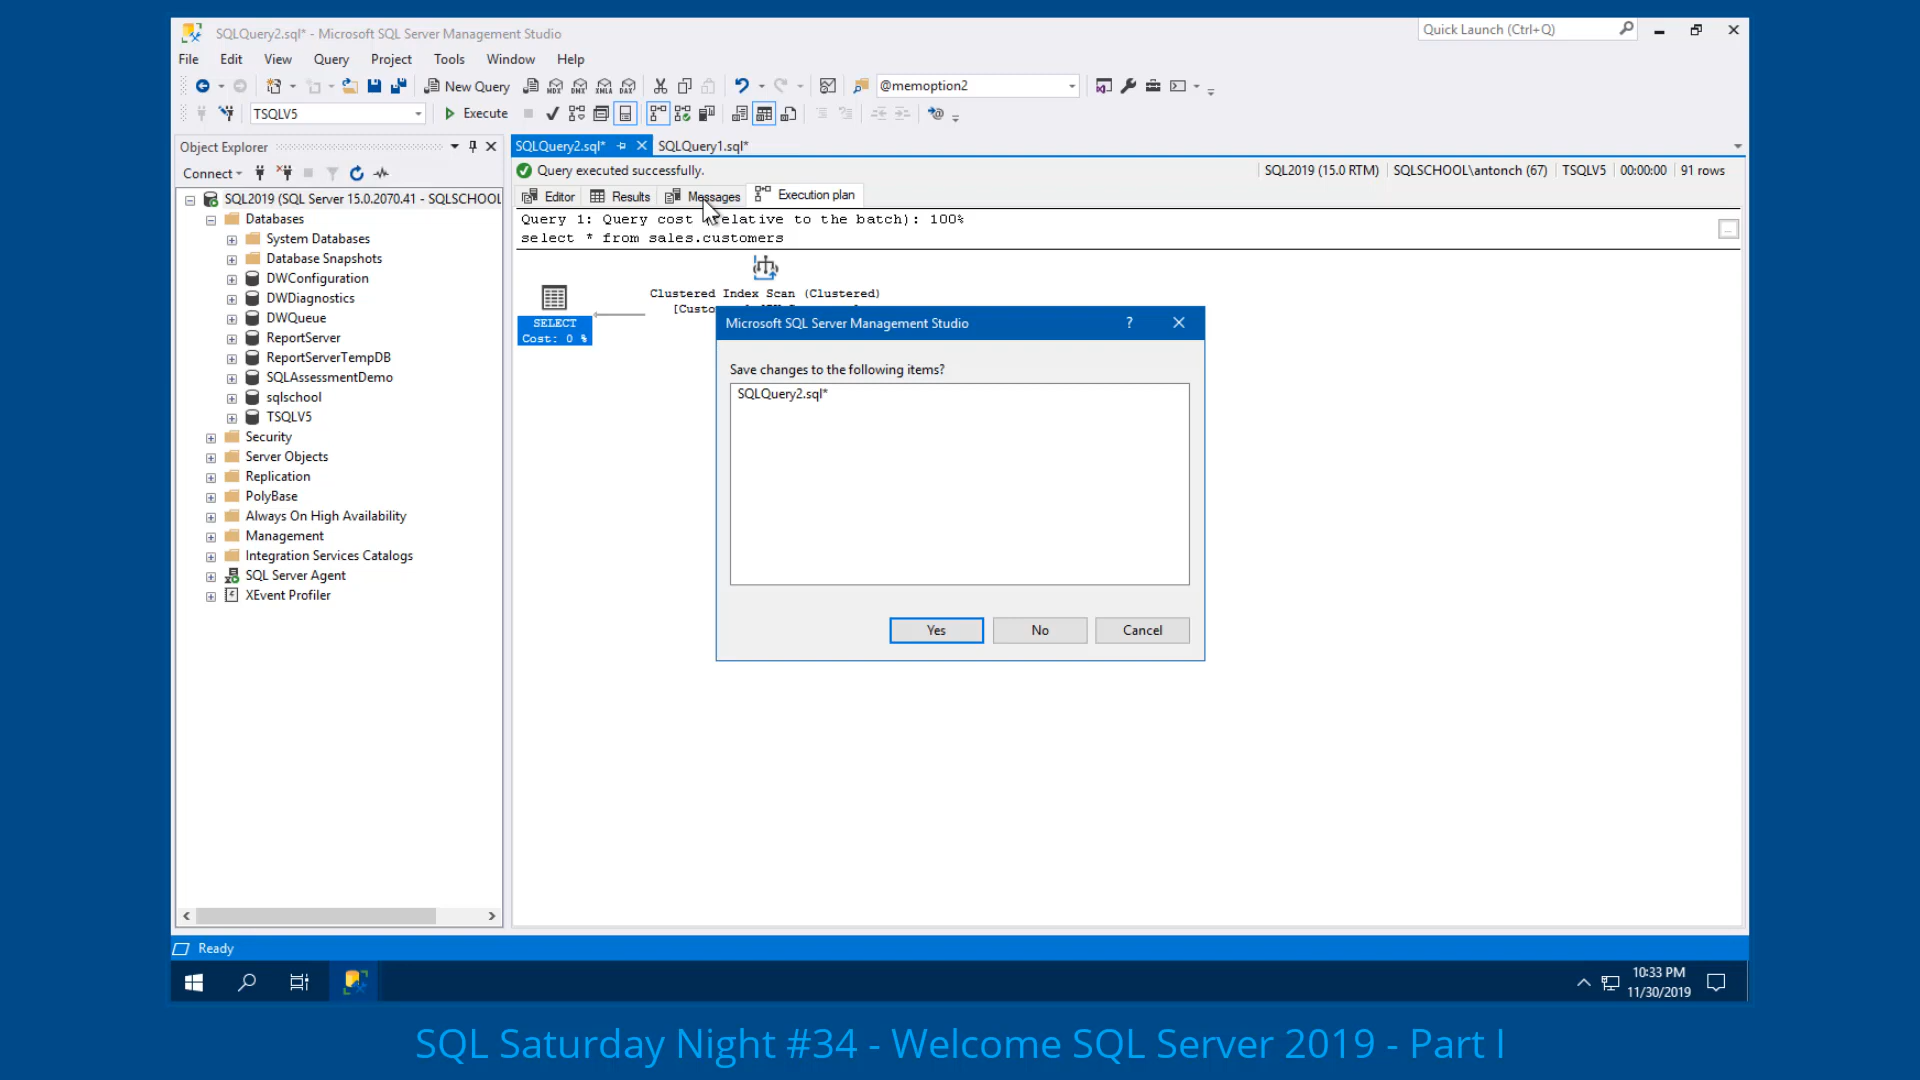 SQLQuery2.sql* - Microsoft SQL Server Management Studio
Quick Launch (Ctrl+Q)
File Edit View Query Project Tools Window Help
New Query
@memoption2
TSQLV5
Execute
Object Explorer
SQLQuery2.sql*
SQLQuery1.sql*
Connect
Query executed successfully.
SQL2019 (15.0 RTM)
SQLSCHOOL\antonch (67)
TSQLV5
00:00:00
91 rows
Editor
Results
Messages
Execution plan
Query 1: Query cost (relative to the batch): 100%
select * from sales.customers
Clustered Index Scan (Clustered)
SELECT
Cost: 0 %
SQL2019 (SQL Server 15.0.2070.41 - SQLSCHOOL
Databases
System Databases
Database Snapshots
DWConfiguration
DWDiagnostics
DWQueue
ReportServer
ReportServerTempDB
SQLAssessmentDemo
sqlschool
TSQLV5
Security
Server Objects
Replication
PolyBase
Always On High Availability
Management
Integration Services Catalogs
SQL Server Agent
XEvent Profiler
Microsoft SQL Server Management Studio
Save changes to the following items?
SQLQuery2.sql*
Yes
No
Cancel
Ready
10:33 PM
11/30/2019
SQL Saturday Night #34 - Welcome SQL Server 2019 - Part I